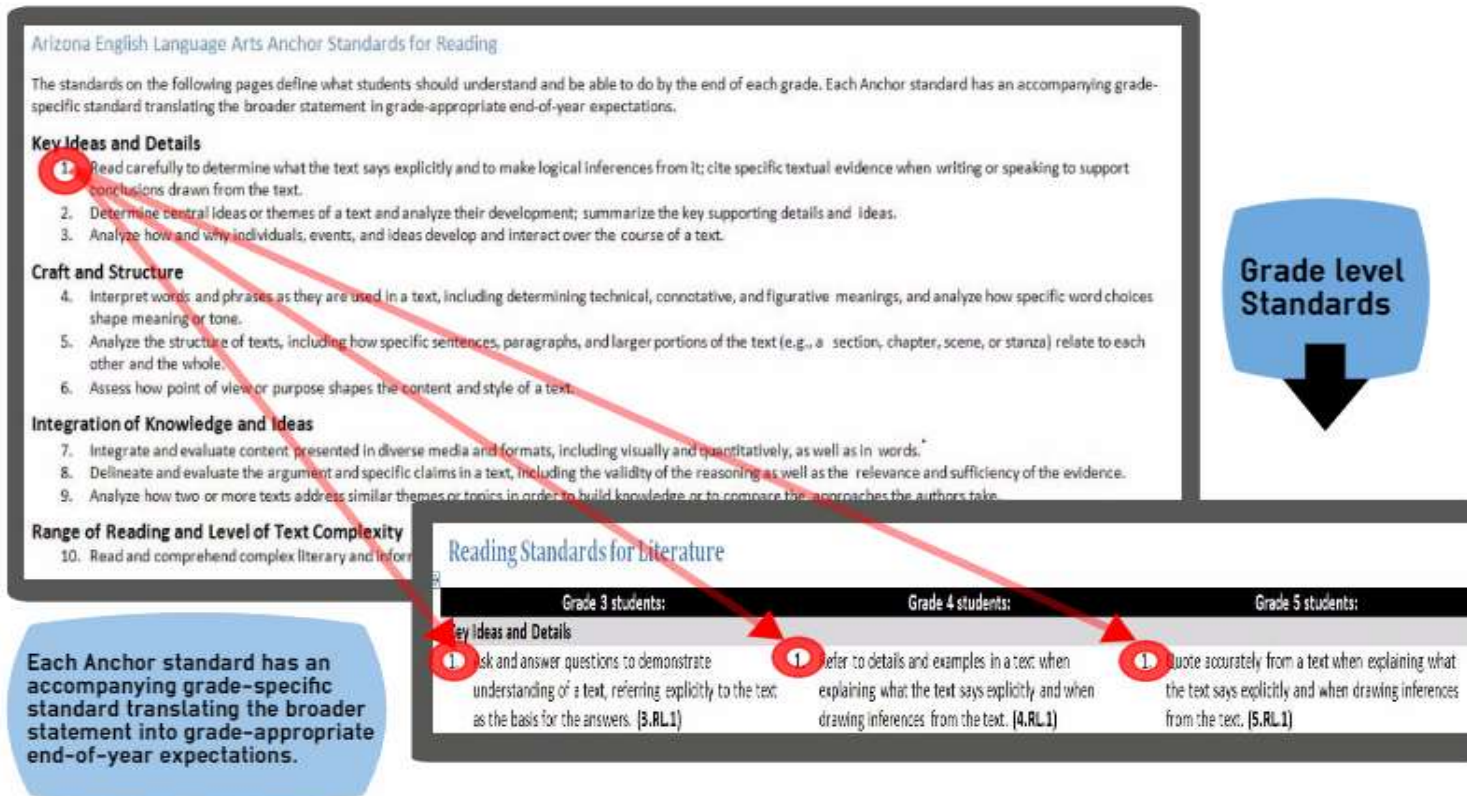 Arizona English Language Arts Anchor Standards for Reading
The standards on the following pages define what students should understand and be able to do by the end of each grade. Each Anchor standard has an accompanying grade-
specific standard translating the broader statement in grade-appropriate end-of-year expectations.
Key Ideas and Details
1. Read carefully to determine what the text says explicitly and to make logical inferences from it; cite specific textual evidence when writing or speaking to support
conclusions drawn from the text.
2. Determine central ideas or themes of a text and analyze their development; summarize the key supporting details and ideas.
3. Analyze how and why individuals, events, and ideas develop and interact over the course of a text.
Craft and Structure
4. Interpret words and phrases as they are used in a text, including determining technical, connotative, and figurative meanings, and analyze how specific word choices
shape meaning or tone.
5. Analyze the structure of texts, including how specific sentences, paragraphs, and larger portions of the text (e.g., a section, chapter, scene, or stanza) relate to each
other and the whole.
6. Assess how point of view or purpose shapes the content and style of a text.
Integration of Knowledge and Ideas
7. Integrate and evaluate content presented in diverse media and formats, including visually and quantitatively, as well as in words.*
8. Delineate and evaluate the argument and specific claims in a text, including the validity of the reasoning as well as the relevance and sufficiency of the evidence.
9. Analyze how two or more texts address similar themes or topics in order to build knowledge or to compare the approaches the authors take.
Range of Reading and Level of Text Complexity
10. Read and comprehend complex literary and infor
Grade level
Standards
Reading Standards for Literature
Grade 3 students:
Grade 4 students:
Grade 5 students:
Key Ideas and Details
1. Ask and answer questions to demonstrate
understanding of a text, referring explicitly to the text
as the basis for the answers. (3.RL.1)
1. Refer to details and examples in a text when
explaining what the text says explicitly and when
drawing inferences from the text. (4.RL.1)
1. Quote accurately from a text when explaining what
the text says explicitly and when drawing inferences
from the text. (5.RL.1)
Each Anchor standard has an
accompanying grade-specific
standard translating the broader
statement into grade-appropriate
end-of-year expectations.